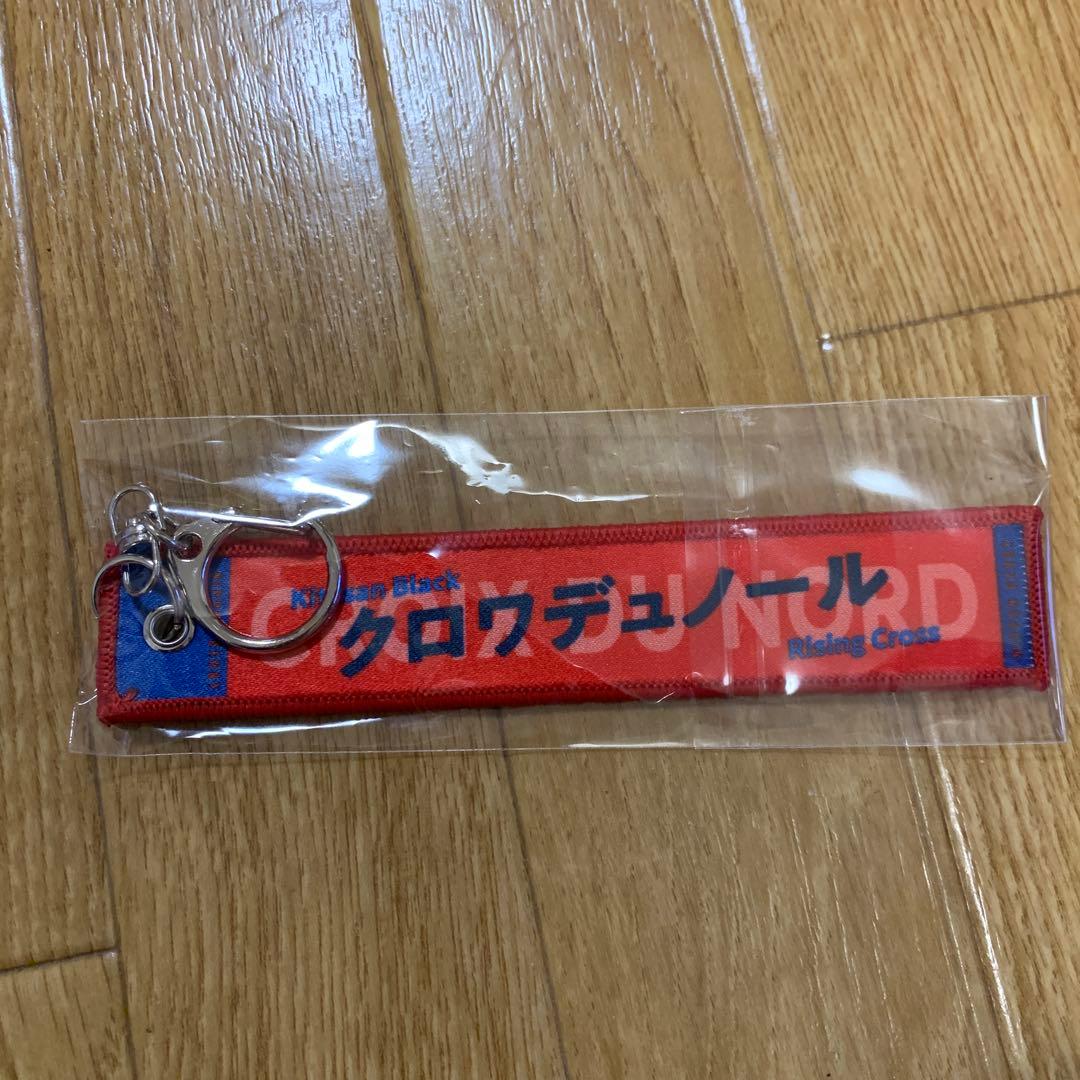 Kitasan Black
クロワデュノール
CROIX DU NORD
Rising Cross